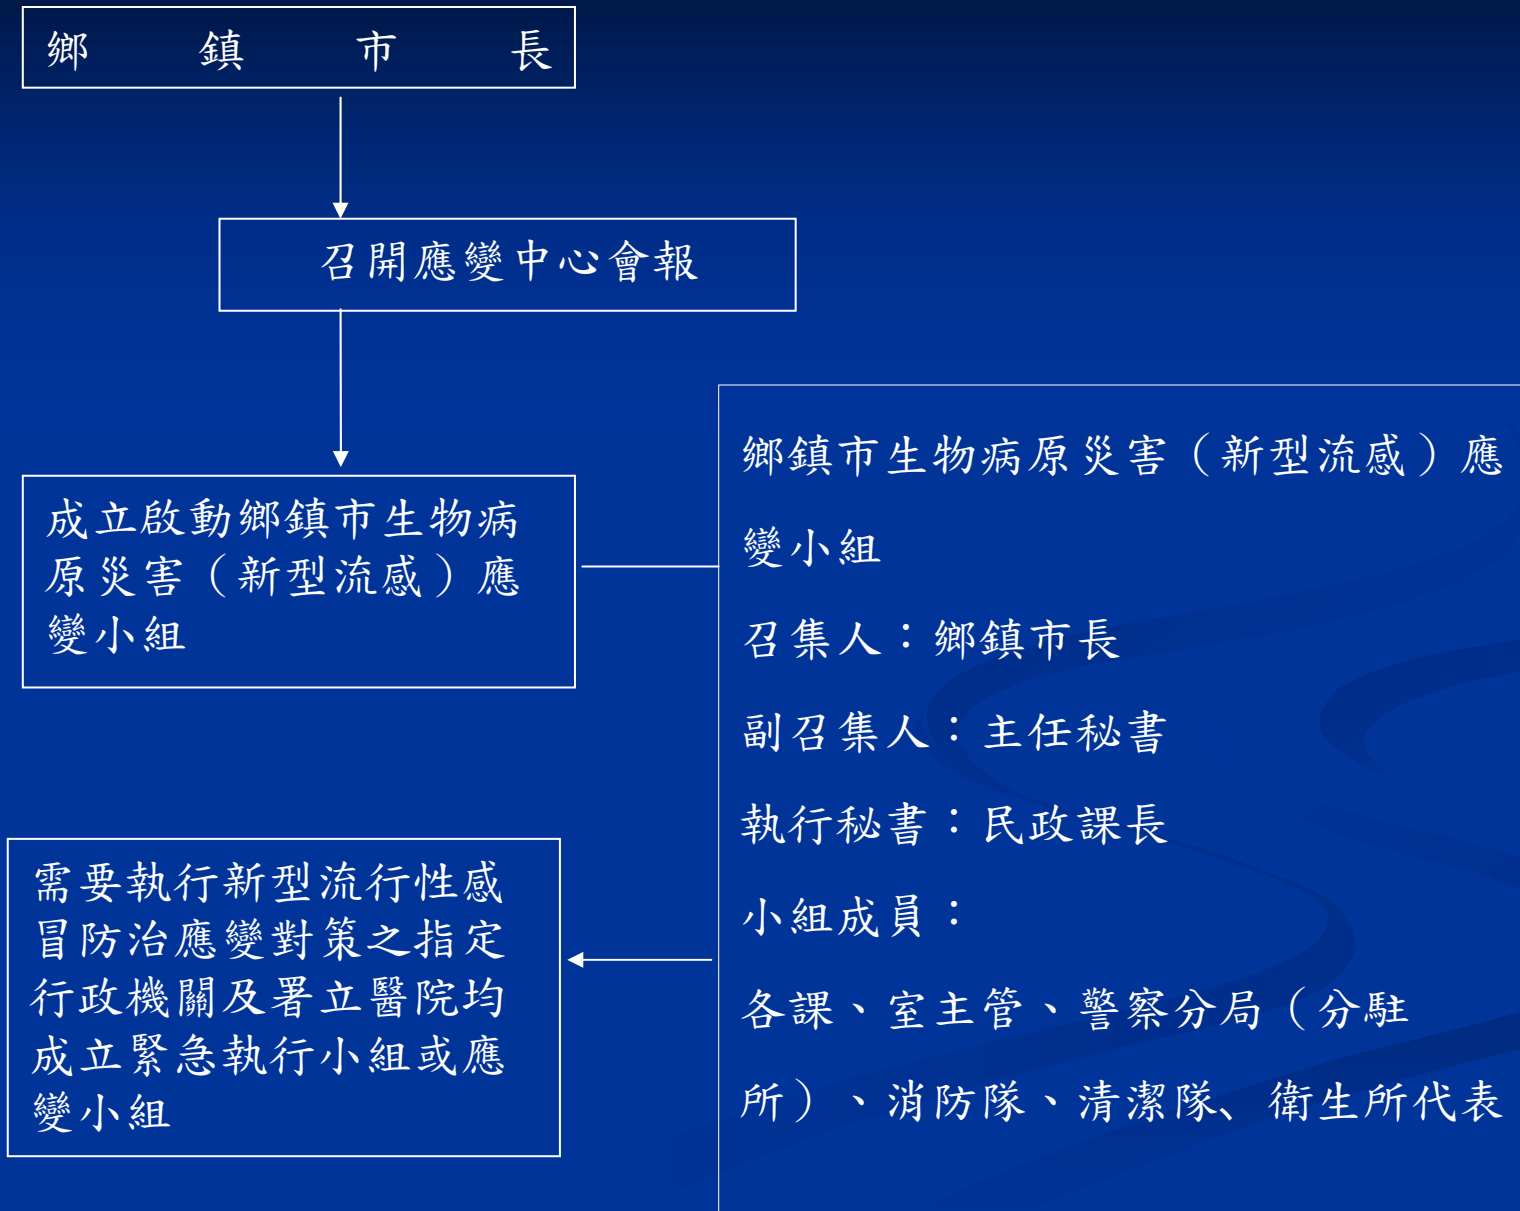 鄉 鎮 市 長
召開應變中心會報
成立啟動鄉鎮市生物病
原災害（新型流感）應
變小組
鄉鎮市生物病原災害（新型流感）應
變小組
召集人：鄉鎮市長
副召集人：主任秘書
執行秘書：民政課長
小組成員：
各課、室主管、警察分局（分駐
所）、消防隊、清潔隊、衛生所代表
需要執行新型流行性感
冒防治應變對策之指定
行政機關及署立醫院均
成立緊急執行小組或應
變小組